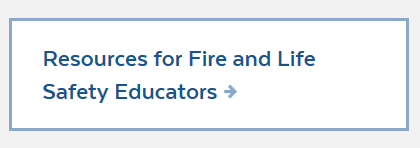 Resources for Fire and Life
Safety Educators →